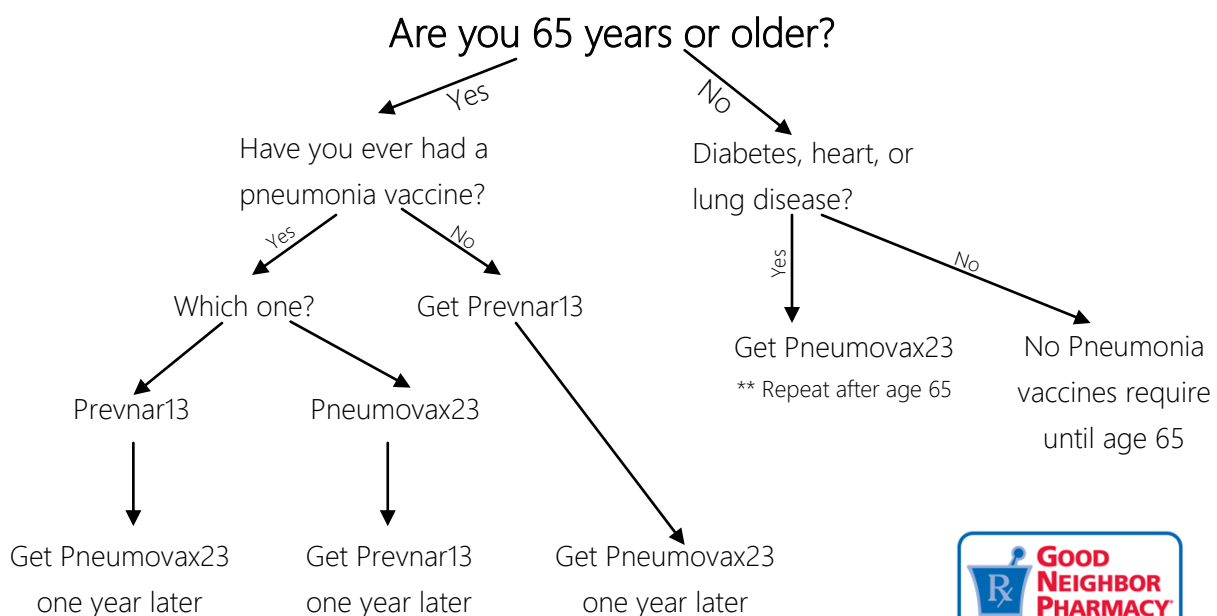 Are you 65 years or older?
Yes
No
Have you ever had a
pneumonia vaccine?
Diabetes, heart, or
lung disease?
Yes
No
Yes
No
Which one?
Get Prevnar13
Get Pneumovax23
** Repeat after age 65
No Pneumonia
vaccines require
until age 65
Prevnar13
Pneumovax23
Get Pneumovax23
one year later
Get Prevnar13
one year later
Get Pneumovax23
one year later
Rx
GOOD
NEIGHBOR
PHARMACY